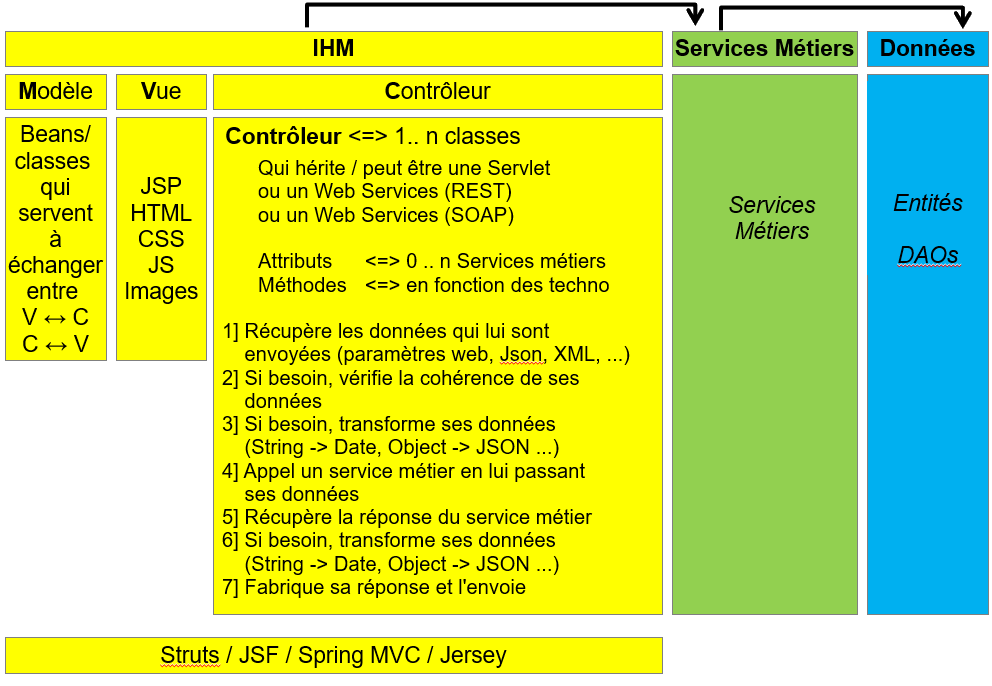 IHM
Services Métiers
Données
Modèle
Vue
Contrôleur
Beans/
classes
qui
servent
à
échanger
entre
V ↔ C
C ↔ V
JSP
HTML
CSS
JS
Images
Contrôleur <=> 1.. n classes
Qui hérite / peut être une Servlet
ou un Web Services (REST)
ou un Web Services (SOAP)
Attributs <=> 0 .. n Services métiers
Méthodes <=> en fonction des techno
1] Récupère les données qui lui sont
envoyées (paramètres web, Json, XML, ...)
2] Si besoin, vérifie la cohérence de ses
données
3] Si besoin, transforme ses données
(String -> Date, Object -> JSON ...)
4] Appel un service métier en lui passant
ses données
5] Récupère la réponse du service métier
6] Si besoin, transforme ses données
(String -> Date, Object -> JSON ...)
7] Fabrique sa réponse et l'envoie
Services
Métiers
Entités
DAOs
Struts / JSF / Spring MVC / Jersey